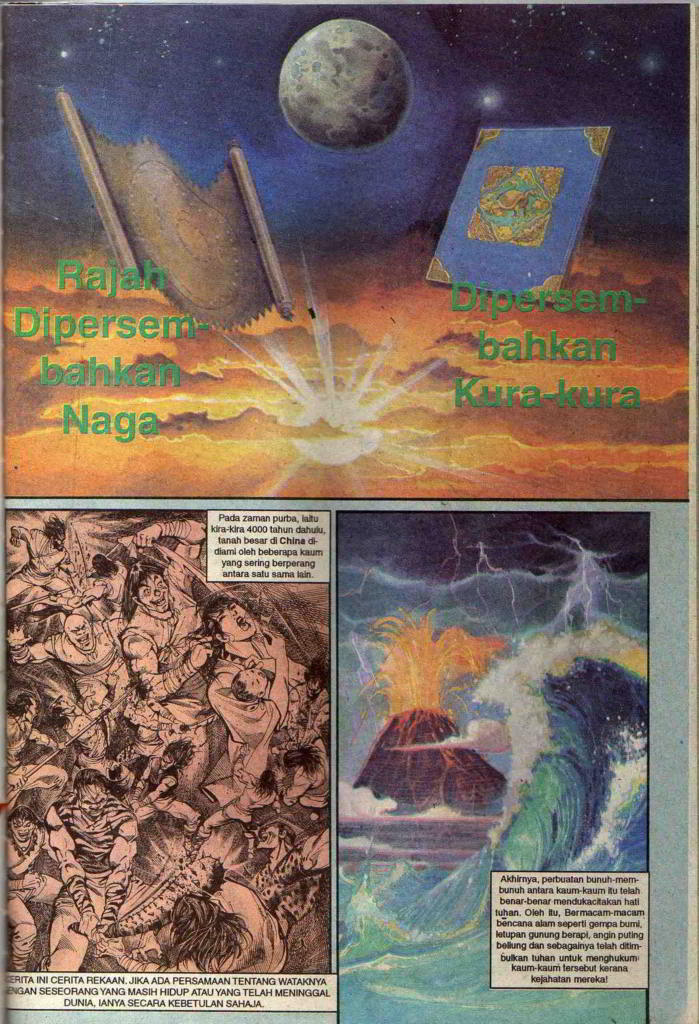 Rajah
Dipersem-
bahkan
Naga
Dipersem-
bahkan
Kura-kura
Pada zaman purba, iaitu
kira-kira 4000 tahun dahulu,
tanah besar di China di-
diami oleh beberapa kaum
yang sering berperang
antara satu sama lain.
Akhirnya, perbuatan bunuh-mem-
bunuh antara kaum-kaum itu telah
benar-benar mendukacitakan hati
tuhan. Oleh itu, Bermacam-macam
bencana alam seperti gempa bumi,
letupan gunung berapi, angin puting
beliung dan sebagainya telah ditim-
bulkan tuhan untuk menghukum
kaum-kaum tersebut kerana
kejahatan mereka!
CERITA INI CERITA REKAAN. JIKA ADA PERSAMAAN TENTANG WATAKNYA
DENGAN SESEORANG YANG MASIH HIDUP ATAU YANG TELAH MENINGGAL
DUNIA, IANYA SECARA KEBETULAN SAHAJA.